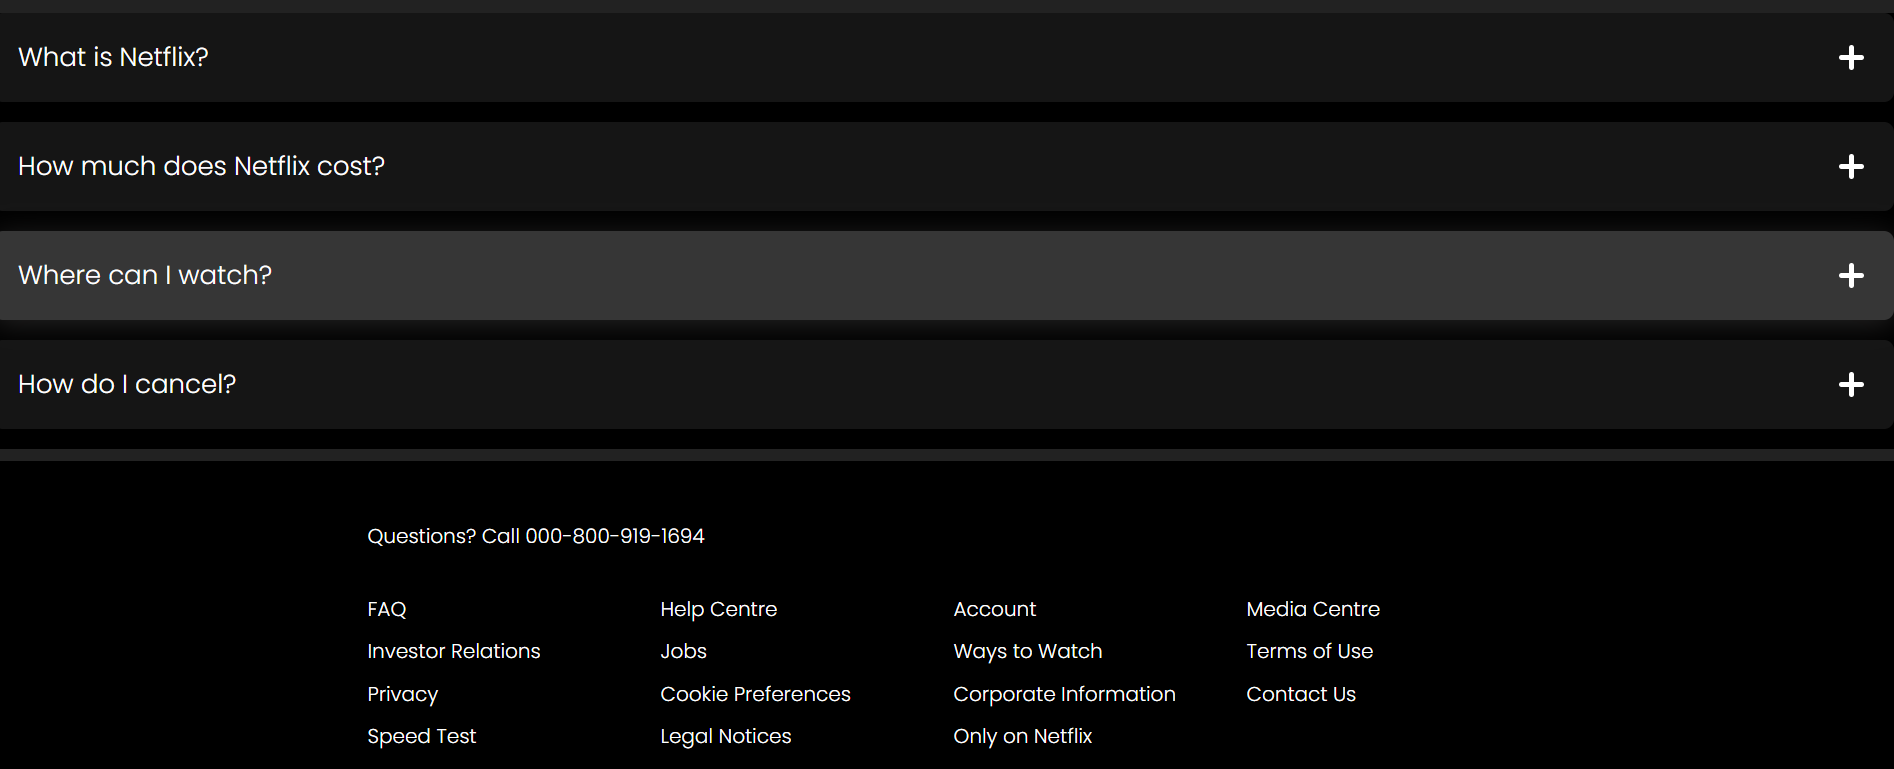 What is Netflix?
How much does Netflix cost?
Where can I watch?
How do I cancel?
Questions? Call 000-800-919-1694
FAQ Help Centre Account Media Centre
Investor Relations Jobs Ways to Watch Terms of Use
Privacy Cookie Preferences Corporate Information Contact Us
Speed Test Legal Notices Only on Netflix